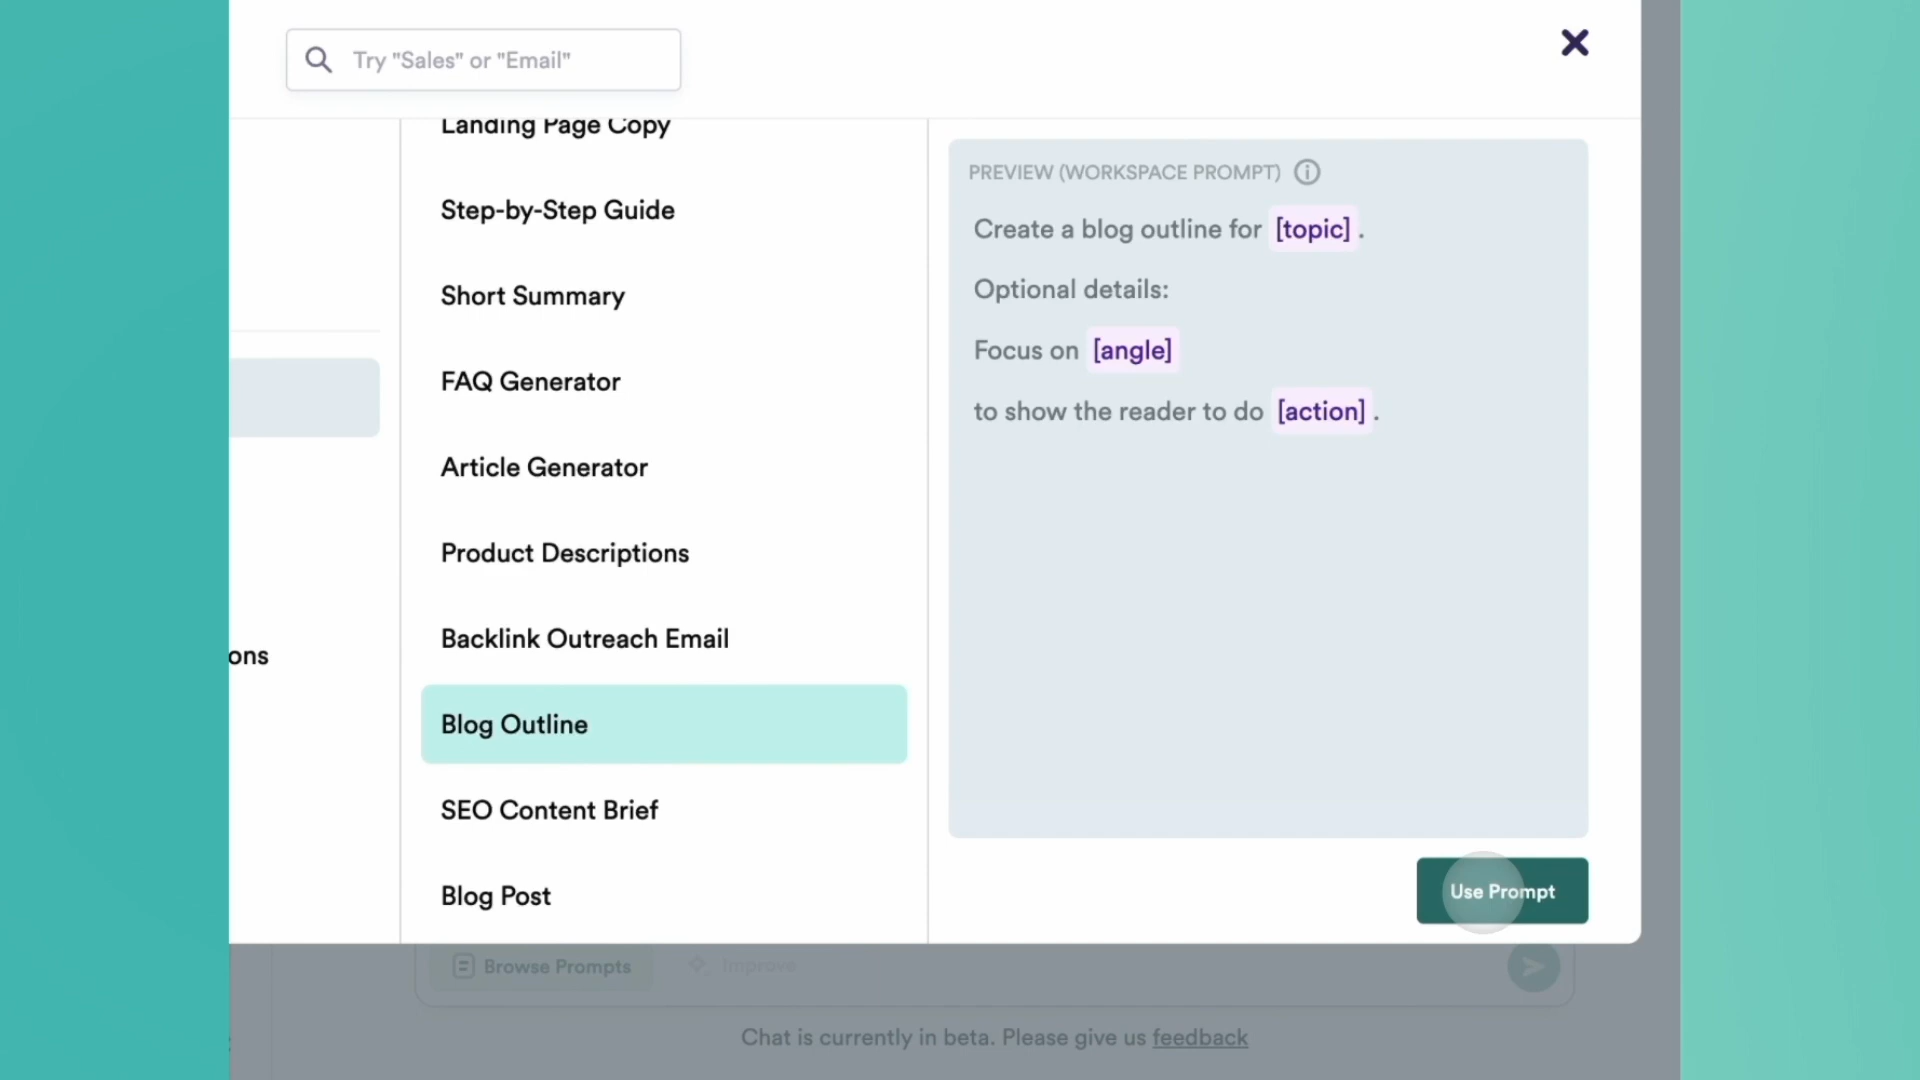 Try "Sales" or "Email"
Landing Page Copy
Step-by-Step Guide
Short Summary
FAQ Generator
Article Generator
Product Descriptions
Backlink Outreach Email
Blog Outline
SEO Content Brief
Blog Post
ons
PREVIEW (WORKSPACE PROMPT)
Create a blog outline for [topic] .
Optional details:
Focus on [angle]
to show the reader to do [action] .
Use Prompt
Browse Prompts
Improve
Chat is currently in beta. Please give us feedback